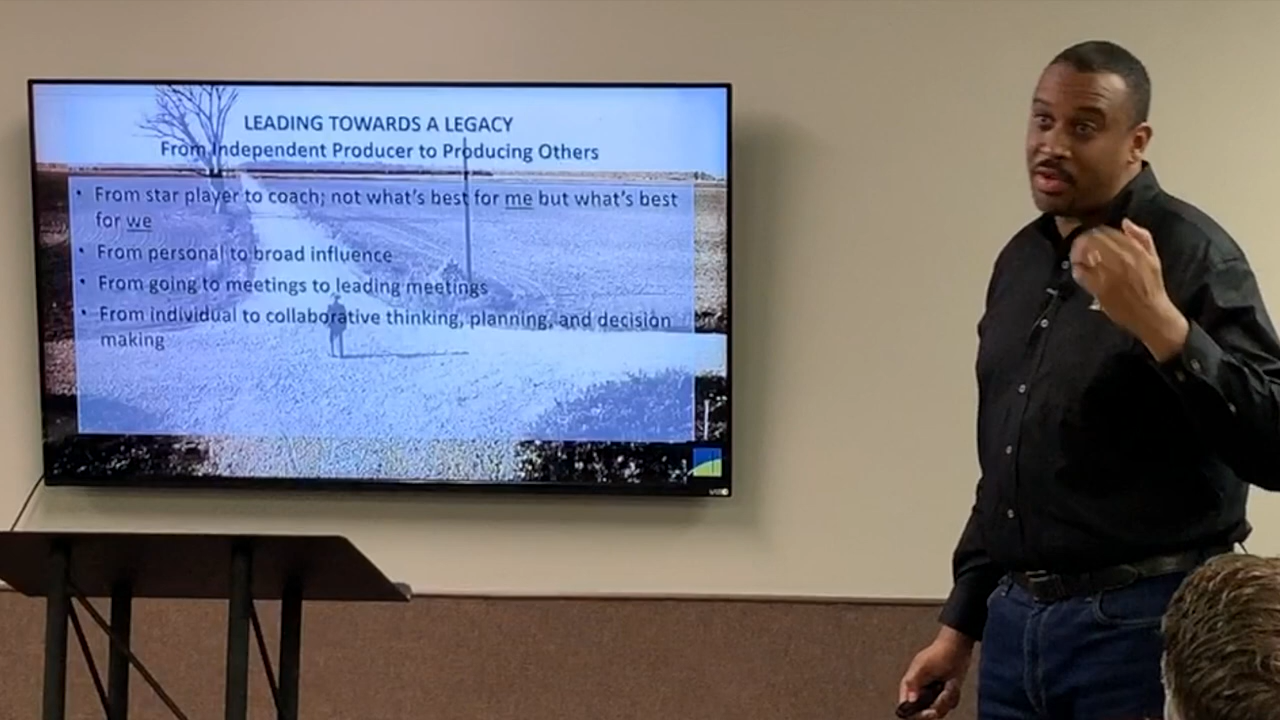 LEADING TOWARDS A LEGACY
From Independent Producer to Producing Others
• From star player to coach; not what's best for me but what's best
for we
• From personal to broad influence
• From going to meetings to leading meetings
• From individual to collaborative thinking, planning, and decision
making
VIZIO